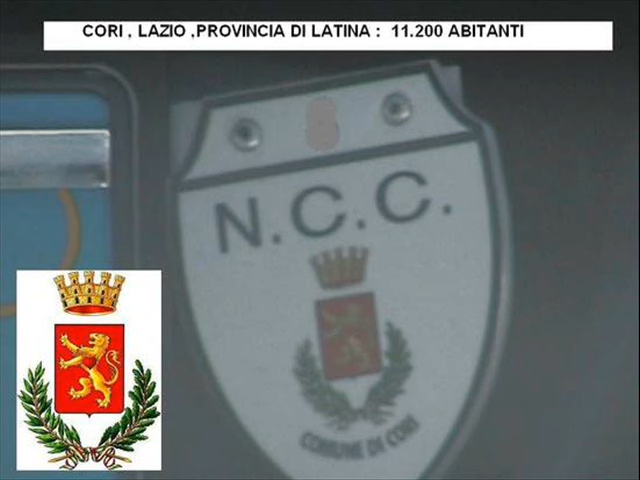 CORI , LAZIO ,PROVINCIA DI LATINA : 11.200 ABITANTI
N.C.C.
COMUNE DI CORI